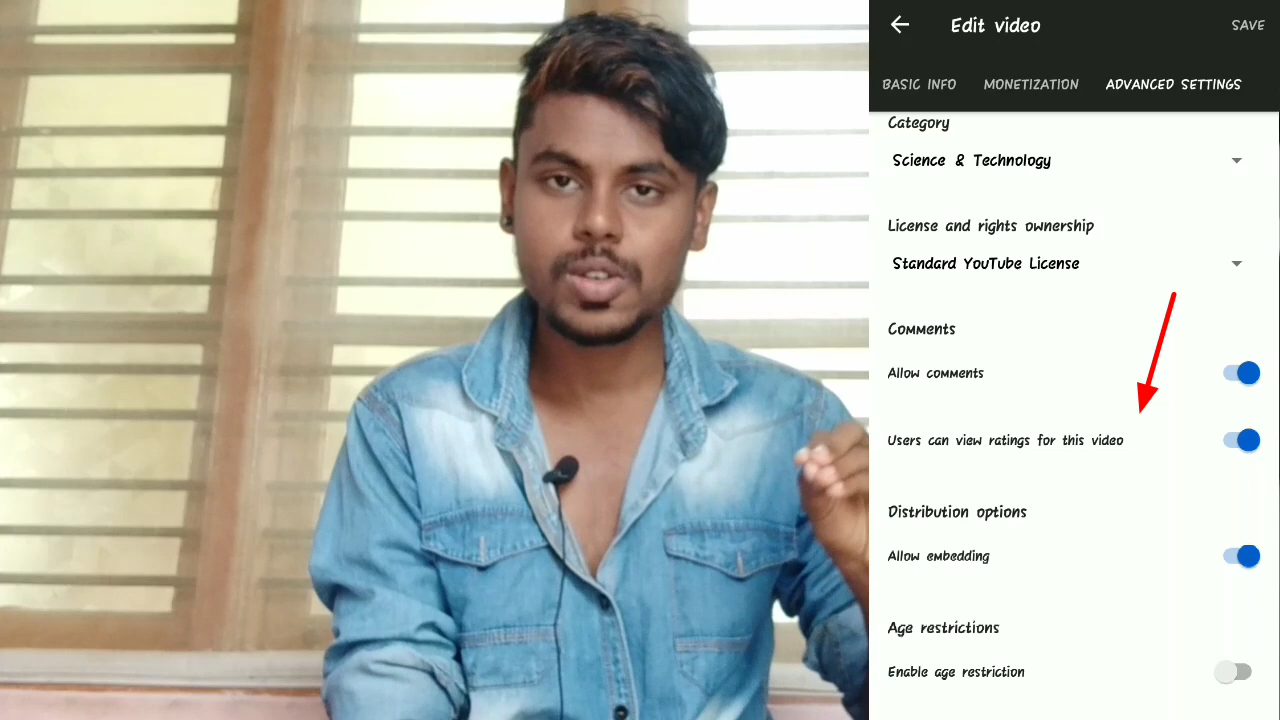 Edit video
SAVE
BASIC INFO MONETIZATION ADVANCED SETTINGS
Category
Science & Technology
License and rights ownership
Standard YouTube License
Comments
Allow comments
Users can view ratings for this video
Distribution options
Allow embedding
Age restrictions
Enable age restriction